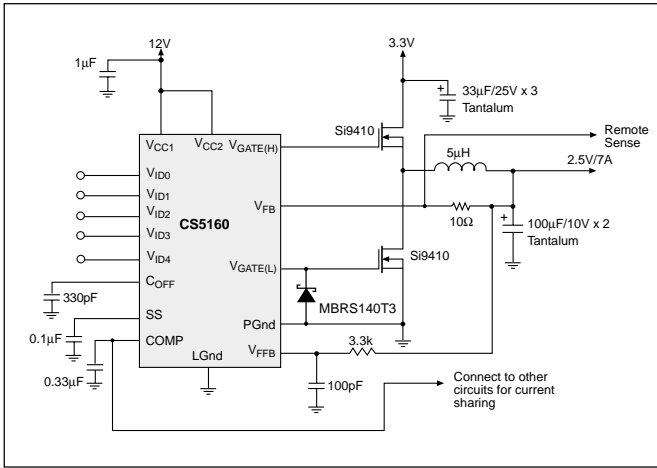 12V
3.3V
1µF
33µF/25V x 3
Tantalum
Si9410
Remote
Sense
VCC1
VCC2
VGATE(H)
5µH
2.5V/7A
VID0
VID1
VFB
10Ω
100µF/10V x 2
Tantalum
VID2
CS5160
VID3
VID4
VGATE(L)
Si9410
COFF
330pF
MBRS140T3
SS
PGnd
0.1µF
COMP
VFFB
3.3k
LGnd
0.33µF
100pF
Connect to other
circuits for current
sharing